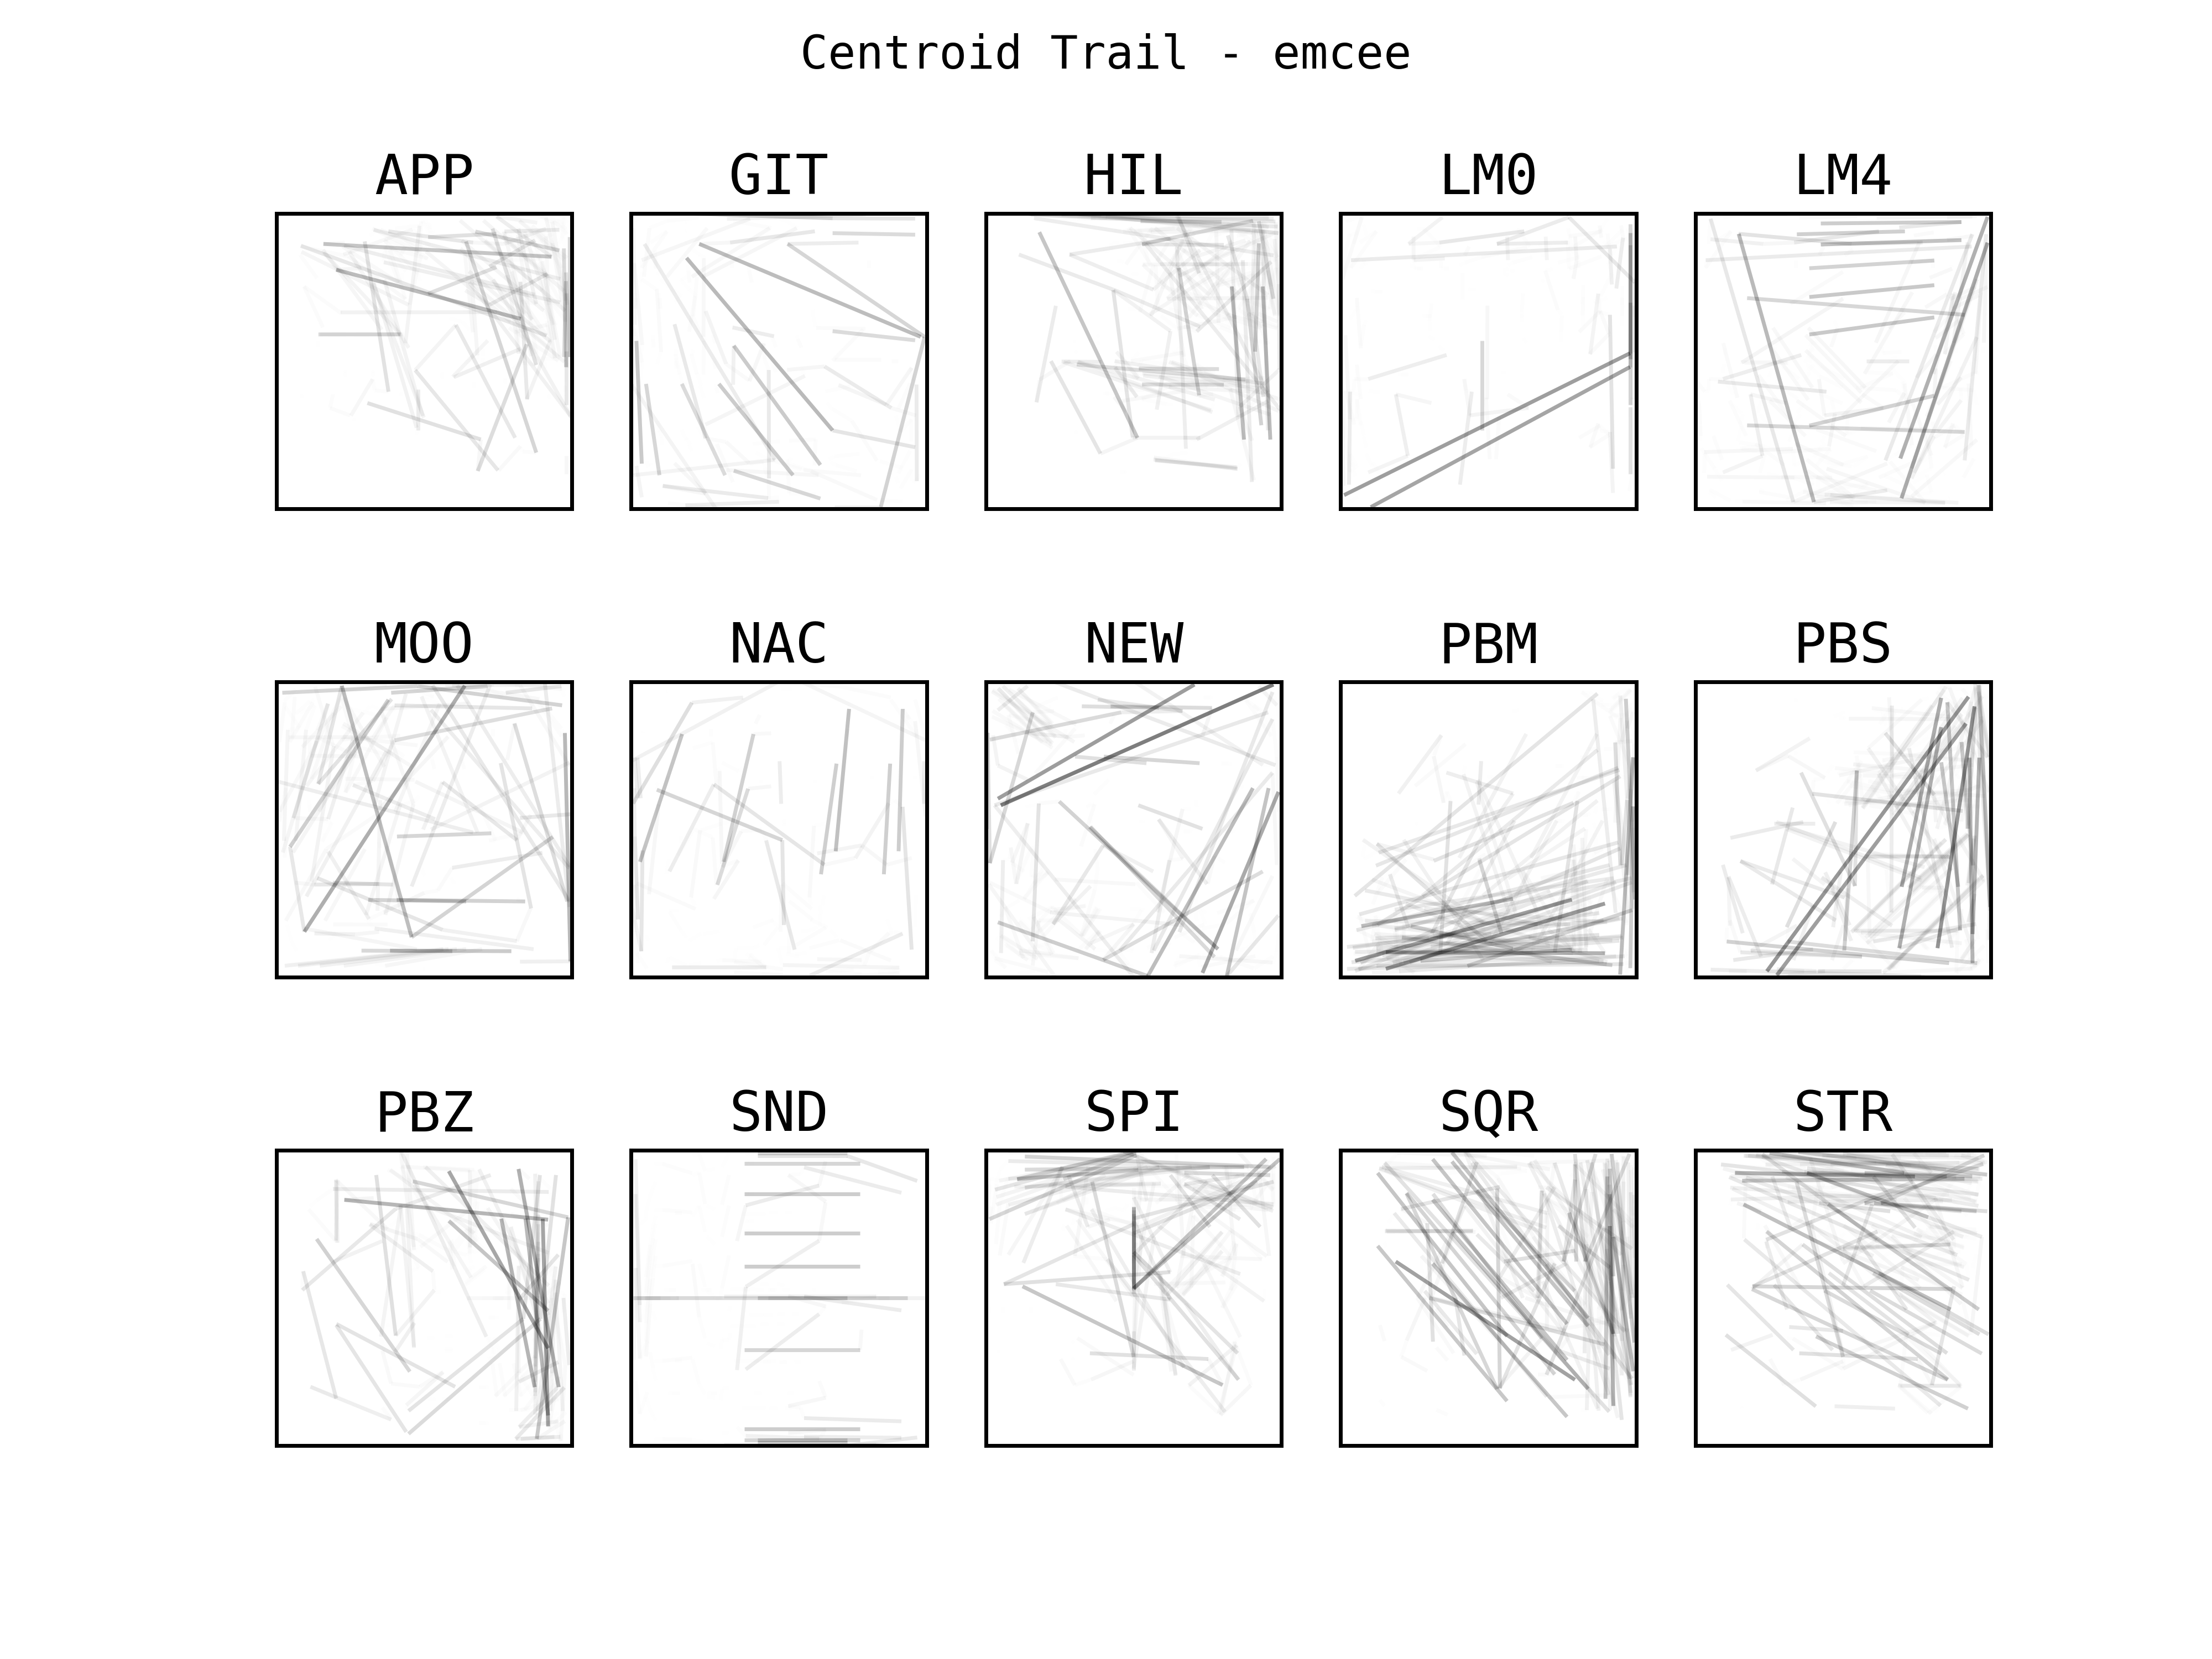 Centroid Trail - emcee
APP GIT HIL LM0 LM4
MOO NAC NEW PBM PBS
PBZ SND SPI SQR STR